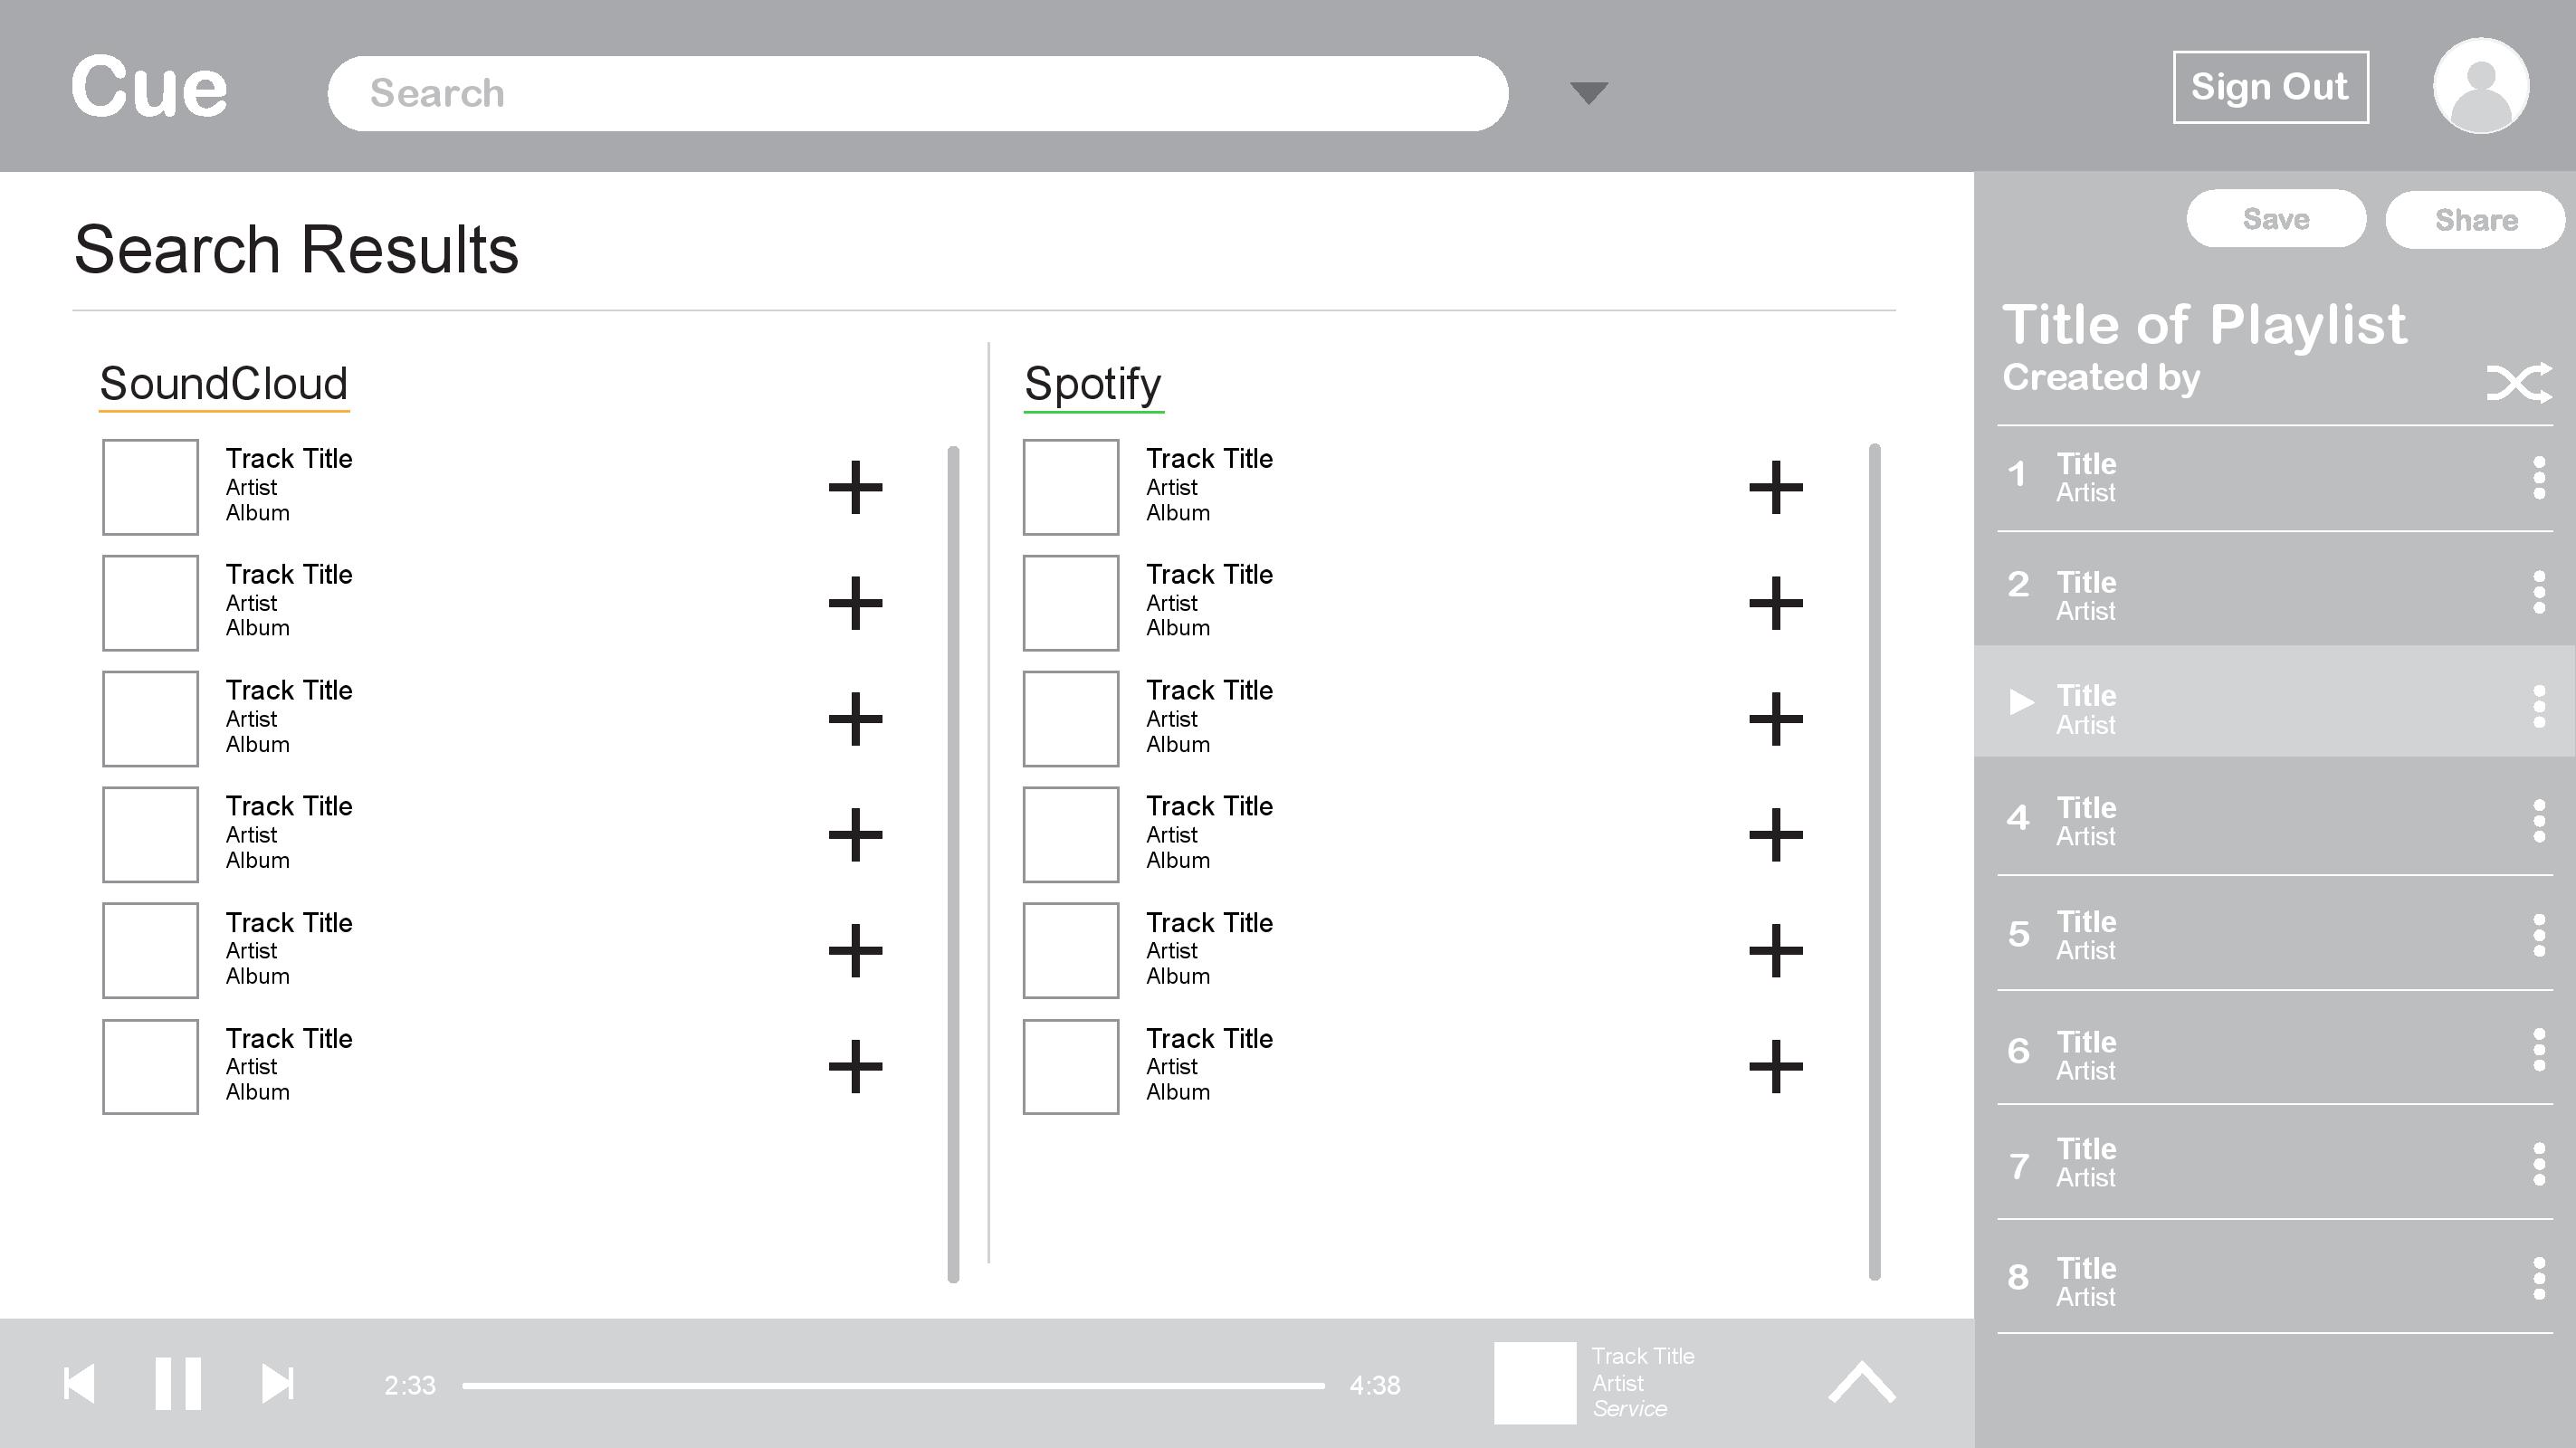 Cue
Search
Sign Out
Search Results
SoundCloud
Track Title
Artist
Album
Track Title
Artist
Album
Track Title
Artist
Album
Track Title
Artist
Album
Track Title
Artist
Album
Track Title
Artist
Album
Spotify
Track Title
Artist
Album
Track Title
Artist
Album
Track Title
Artist
Album
Track Title
Artist
Album
Track Title
Artist
Album
Track Title
Artist
Album
Save
Share
Title of Playlist
Created by
1 Title
Artist
2 Title
Artist
Title
Artist
4 Title
Artist
5 Title
Artist
6 Title
Artist
7 Title
Artist
8 Title
Artist
2:33
4:38
Track Title
Artist
Service